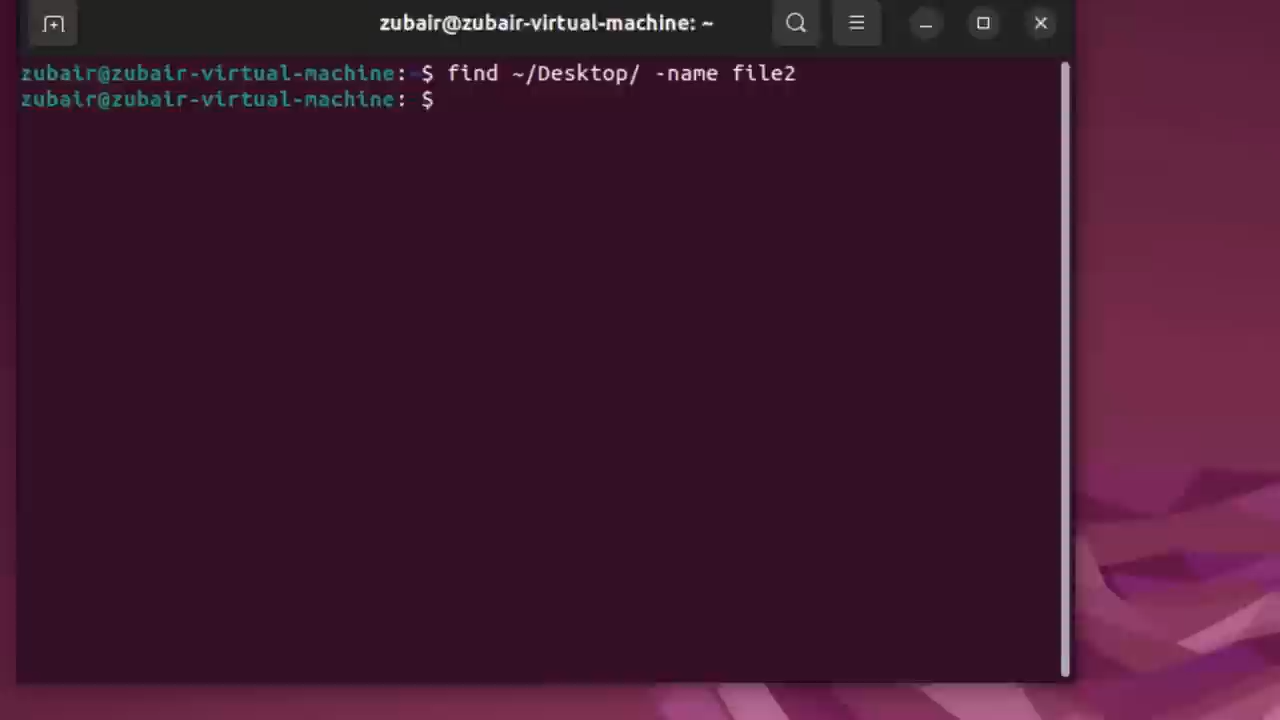 zubair@zubair-virtual-machine: ~
zubair@zubair-virtual-machine:~$ find ~/Desktop/ -name file2
zubair@zubair-virtual-machine: $